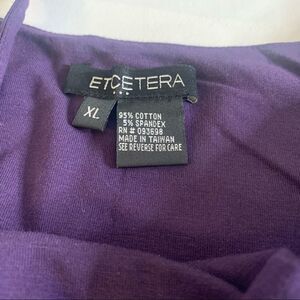 ETCETERA
XL
95% COTTON
5% SPANDEX
RN # 093698
MADE IN TAIWAN
SEE REVERSE FOR CARE